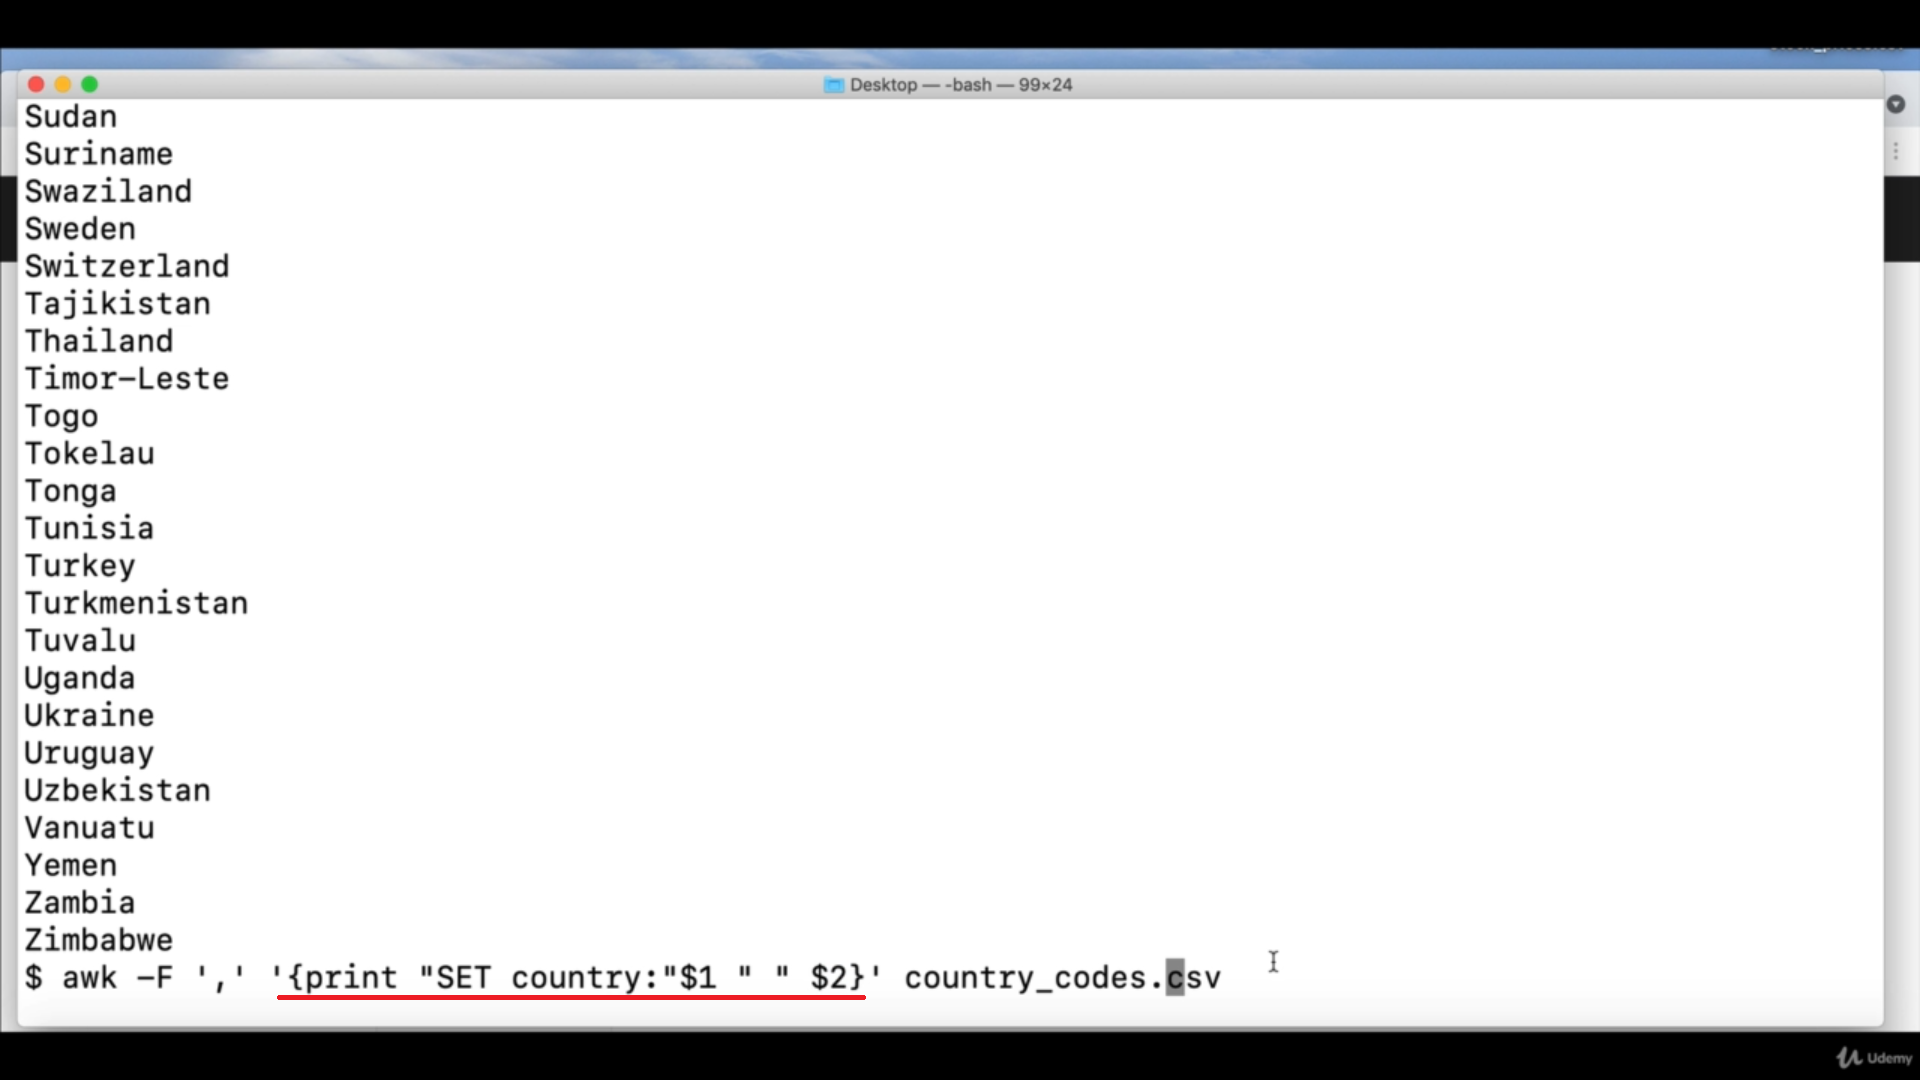 Desktop — -bash — 99×24
Sudan
Suriname
Swaziland
Sweden
Switzerland
Tajikistan
Thailand
Timor-Leste
Togo
Tokelau
Tonga
Tunisia
Turkey
Turkmenistan
Tuvalu
Uganda
Ukraine
Uruguay
Uzbekistan
Vanuatu
Yemen
Zambia
Zimbabwe
$ awk -F ',' '{print "SET country:"$1 " " $2}' country_codes.csv
Udemy